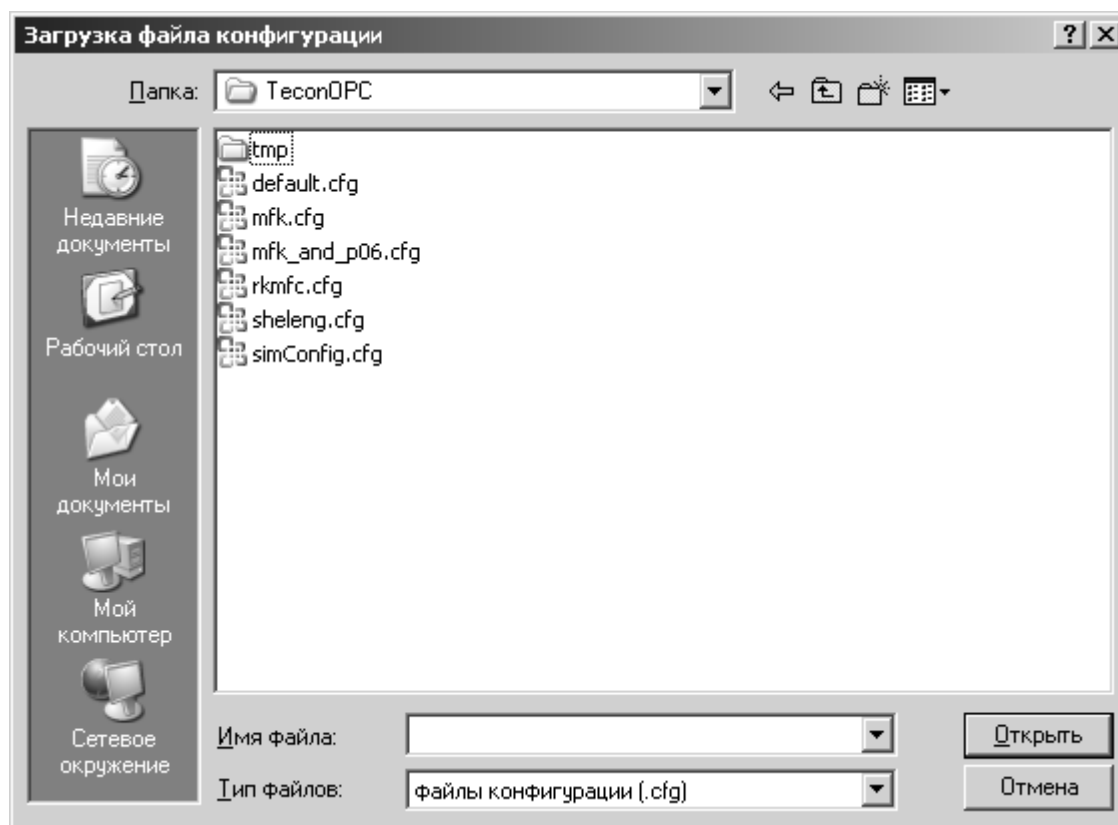 Загрузка файла конфигурации
Папка:
TeconOPC
Недавние
документы
Рабочий стол
Мои
документы
Мой
компьютер
Сетевое
окружение
tmp
default.cfg
mfk.cfg
mfk_and_p06.cfg
rkmfc.cfg
sheleng.cfg
simConfig.cfg
Имя файла:
Открыть
Тип файлов:
файлы конфигурации (.cfg)
Отмена